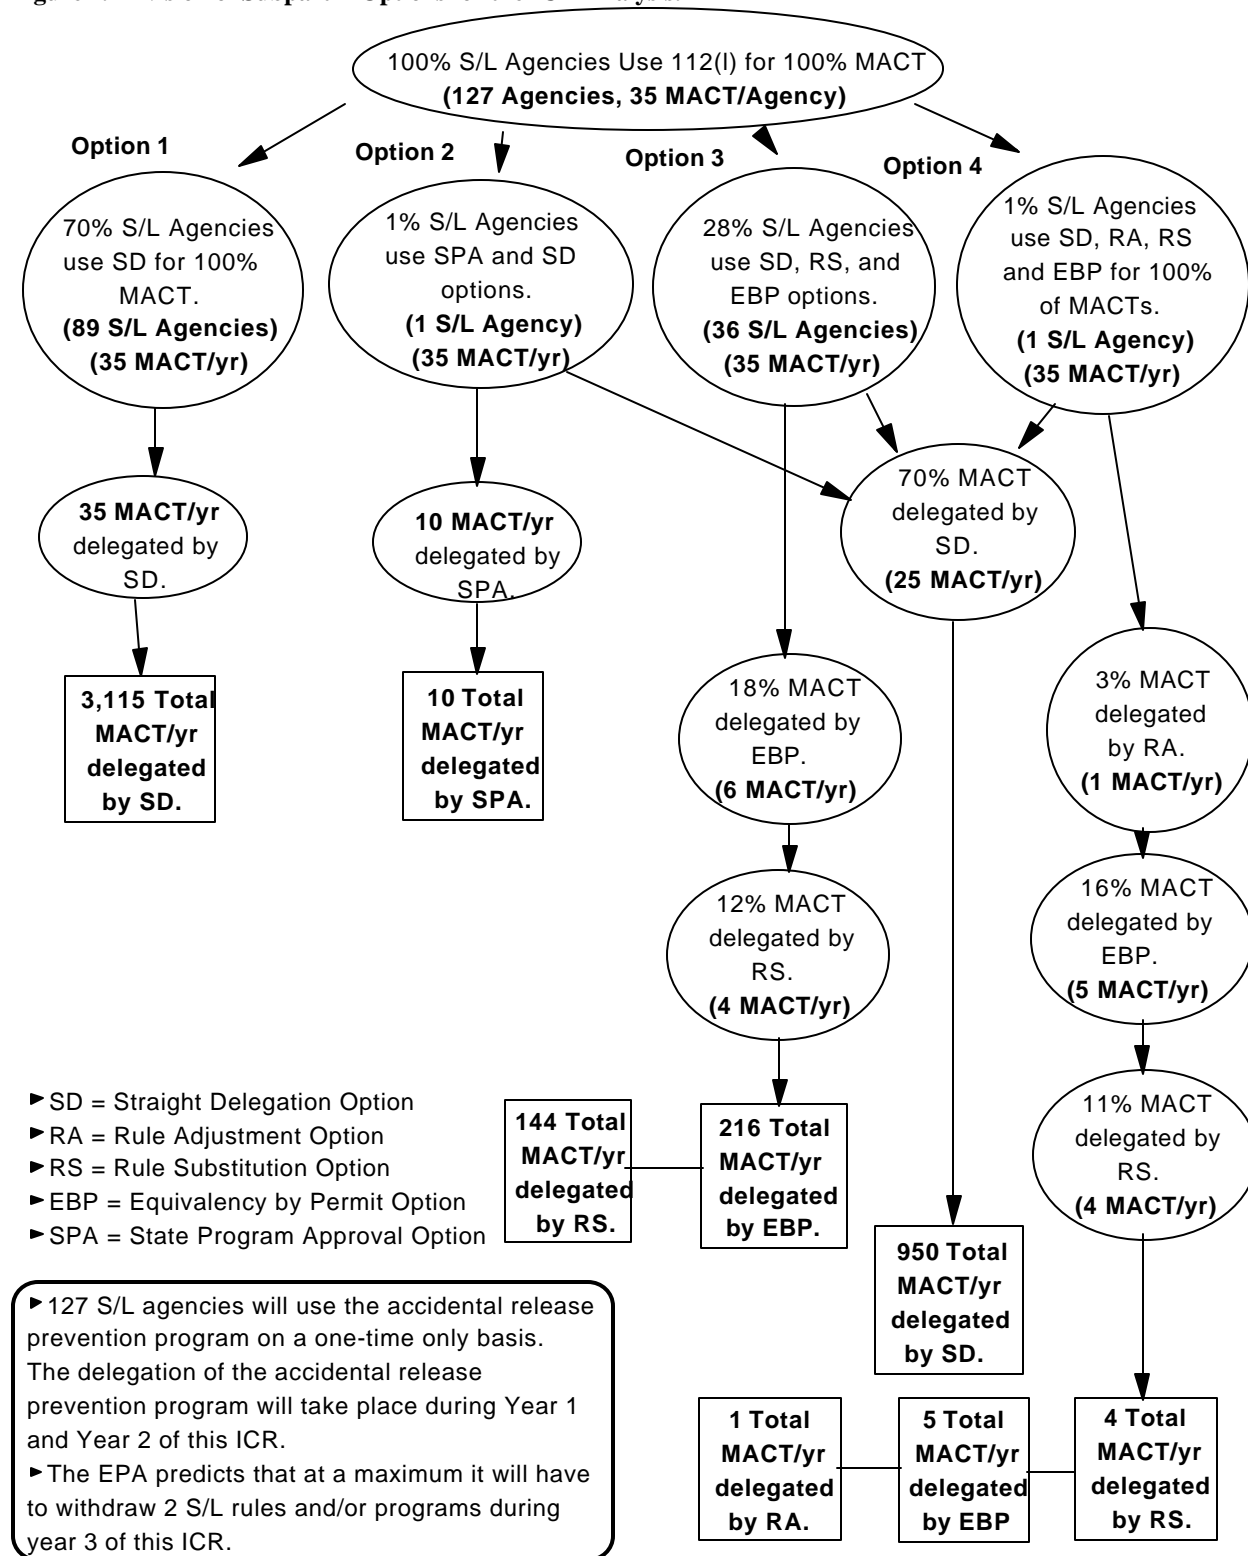 100% S/L Agencies Use 112(l) for 100% MACT
(127 Agencies, 35 MACT/Agency)
Option 1
Option 2
Option 3
Option 4
70% S/L Agencies
use SD for 100%
MACT.
(89 S/L Agencies)
(35 MACT/yr)
1% S/L Agencies
use SPA and SD
options.
(1 S/L Agency)
(35 MACT/yr)
28% S/L Agencies
use SD, RS, and
EBP options.
(36 S/L Agencies)
(35 MACT/yr)
1% S/L Agencies
use SD, RA, RS
and EBP for 100%
of MACTs.
(1 S/L Agency)
(35 MACT/yr)
35 MACT/yr
delegated by
SD.
10 MACT/yr
delegated by
SPA.
70% MACT
delegated by
SD.
(25 MACT/yr)
3,115 Total
MACT/yr
delegated
by SD.
10 Total
MACT/yr
delegated
by SPA.
18% MACT
delegated by
EBP.
(6 MACT/yr)
3% MACT
delegated
by RA.
(1 MACT/yr)
12% MACT
delegated by
RS.
(4 MACT/yr)
16% MACT
delegated by
EBP.
(5 MACT/yr)
11% MACT
delegated by
RS.
(4 MACT/yr)
►SD = Straight Delegation Option
►RA = Rule Adjustment Option
►RS = Rule Substitution Option
►EBP = Equivalency by Permit Option
►SPA = State Program Approval Option
144 Total
MACT/yr
delegated
by RS.
216 Total
MACT/yr
delegated
by EBP.
950 Total
MACT/yr
delegated
by SD.
►127 S/L agencies will use the accidental release
prevention program on a one-time only basis.
The delegation of the accidental release
prevention program will take place during Year 1
and Year 2 of this ICR.
►The EPA predicts that at a maximum it will have
to withdraw 2 S/L rules and/or programs during
year 3 of this ICR.
1 Total
MACT/yr
delegated
by RA.
5 Total
MACT/yr
delegated
by EBP
4 Total
MACT/yr
delegated
by RS.